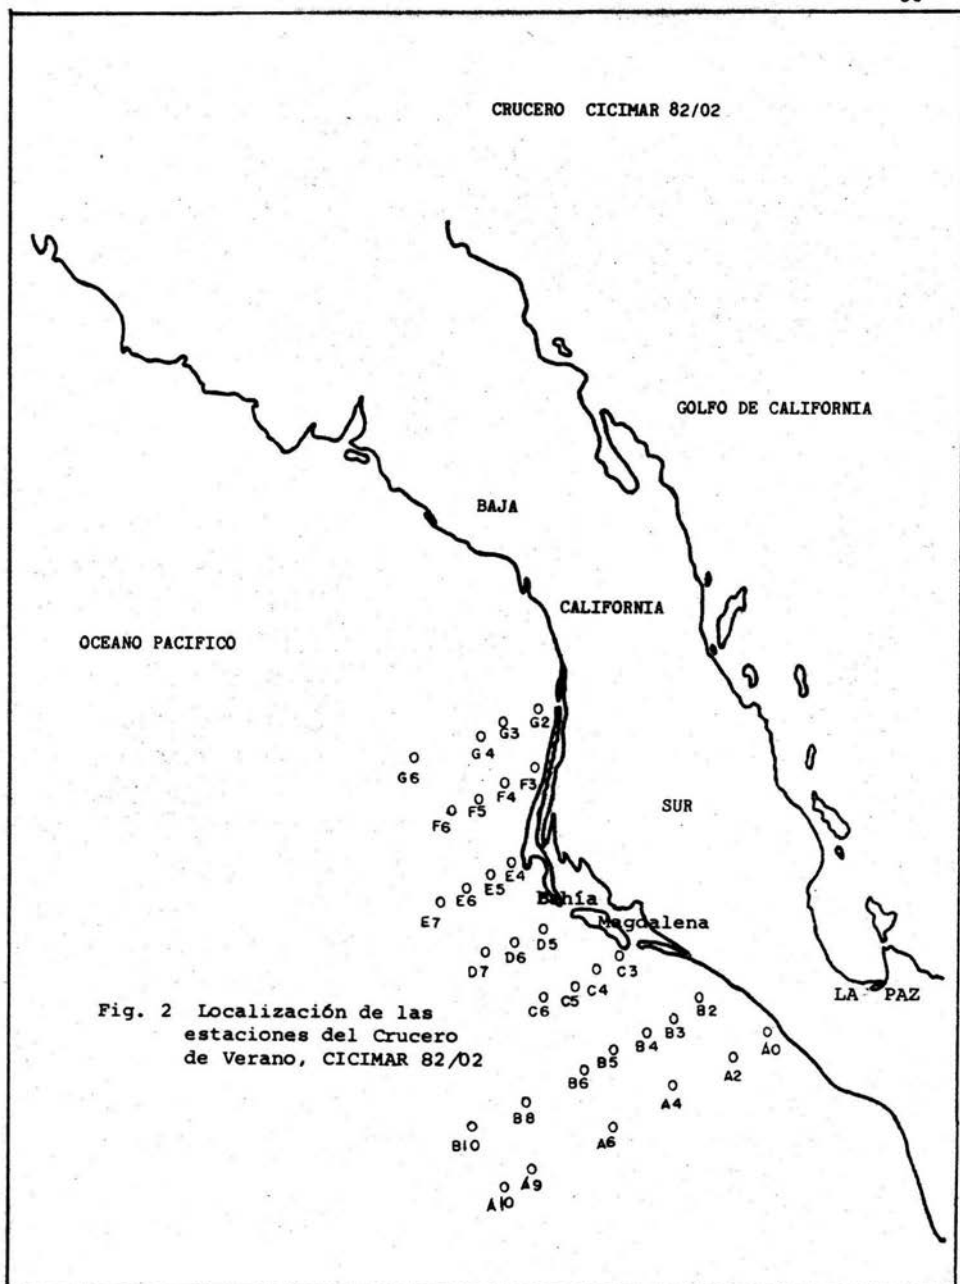 CRUCERO CICIMAR 82/02
GOLFO DE CALIFORNIA
BAJA
CALIFORNIA
OCEANO PACIFICO
SUR
G2
G3
G4
G6
F3
F4
F5
F6
E4
E5
E6
E7
Bahía
Magdalena
D5
D6
D7
C3
C4
C5
C6
LA PAZ
Fig. 2 Localización de las
estaciones del Crucero
de Verano, CICIMAR 82/02
B2
B3
B4
B5
B6
B8
B10
A0
A2
A4
A6
A9
A10